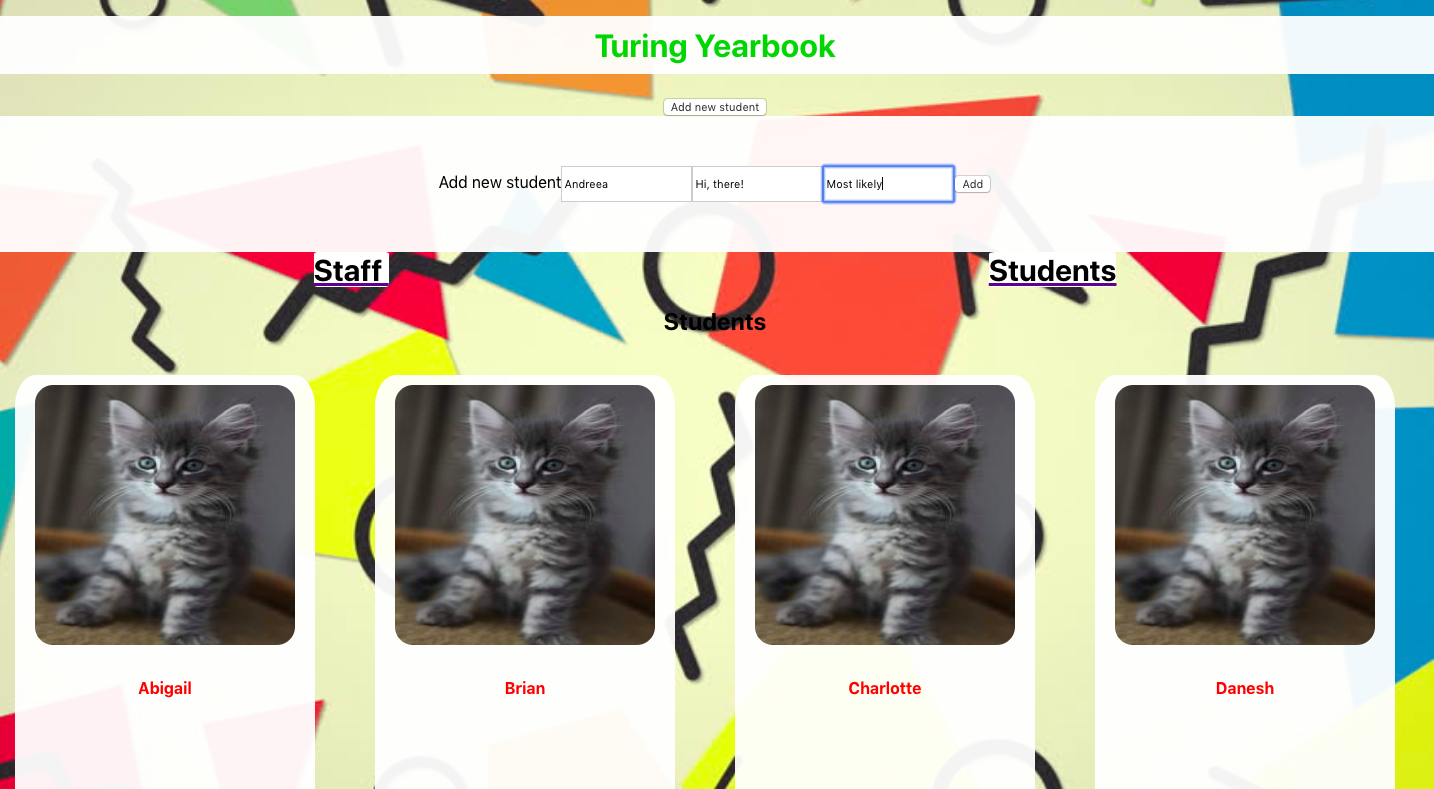 Turing Yearbook
Add new student
Add new student Andreea Hi, there! Most likely Add
Staff Students
Students
Abigail Brian Charlotte Danesh